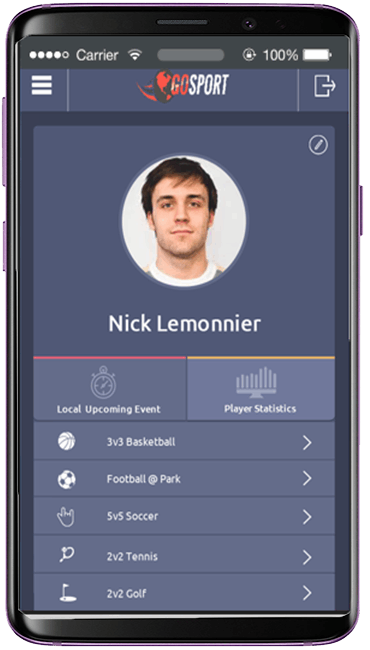 Carrier 100%
GOSPORT
Nick Lemonnier
Local Upcoming Event
Player Statistics
3v3 Basketball
Football @ Park
5v5 Soccer
2v2 Tennis
2v2 Golf